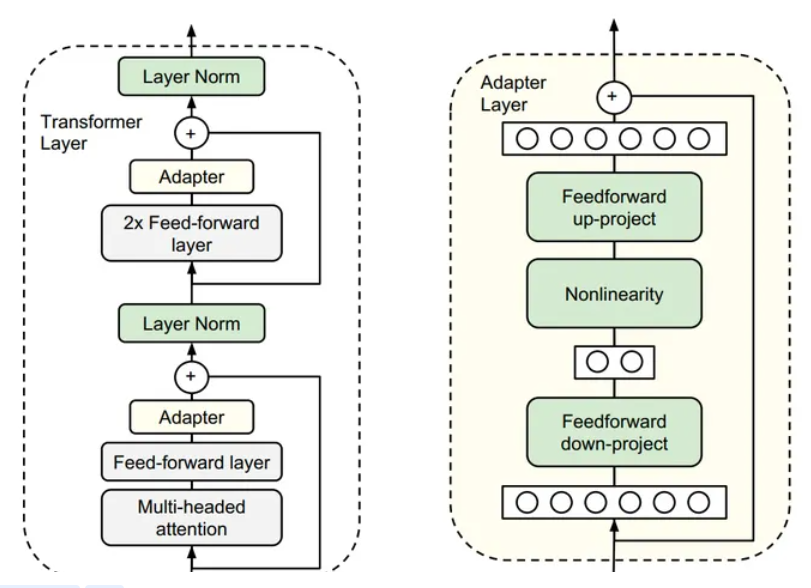 Layer Norm
Transformer
Layer
+
Adapter
2x Feed-forward
layer
Layer Norm
+
Adapter
Feed-forward layer
Multi-headed
attention
Adapter
Layer
+
Feedforward
up-project
Nonlinearity
Feedforward
down-project